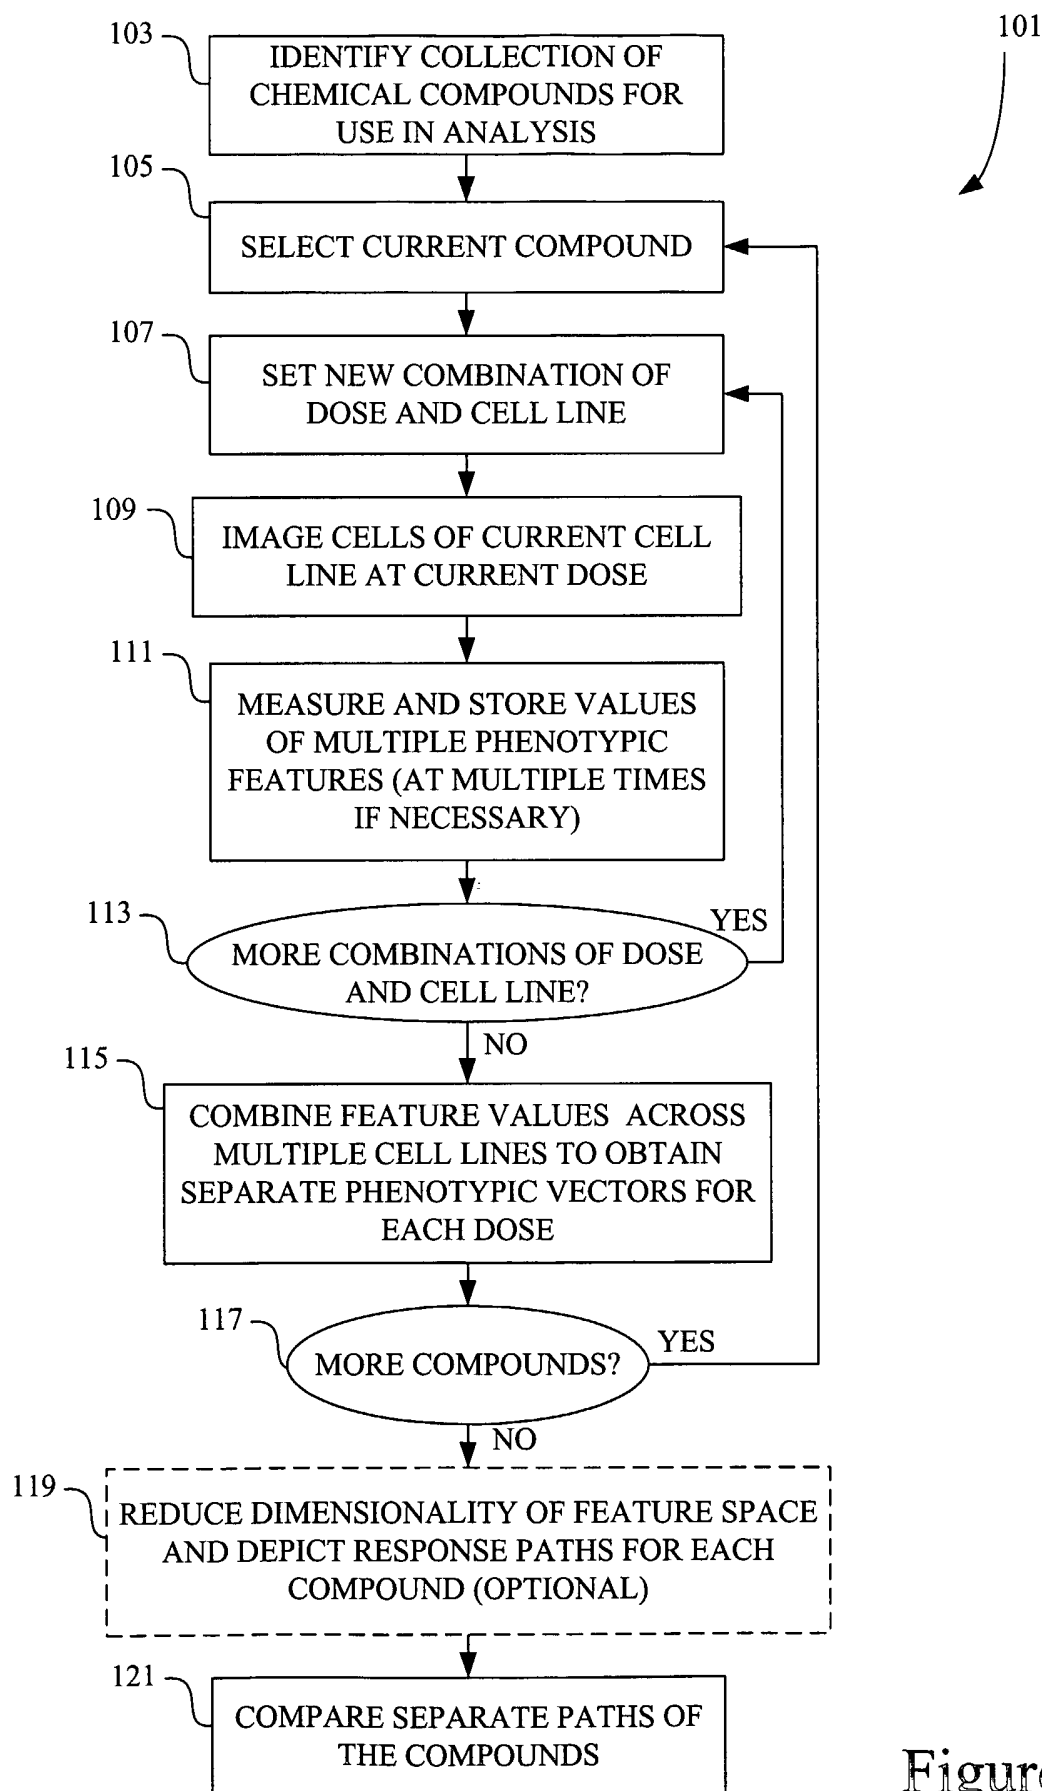 101
103
IDENTIFY COLLECTION OF
CHEMICAL COMPOUNDS FOR
USE IN ANALYSIS
105
SELECT CURRENT COMPOUND
107
SET NEW COMBINATION OF
DOSE AND CELL LINE
109
IMAGE CELLS OF CURRENT CELL
LINE AT CURRENT DOSE
111
MEASURE AND STORE VALUES
OF MULTIPLE PHENOTYPIC
FEATURES (AT MULTIPLE TIMES
IF NECESSARY)
113
YES
MORE COMBINATIONS OF DOSE
AND CELL LINE?
NO
115
COMBINE FEATURE VALUES ACROSS
MULTIPLE CELL LINES TO OBTAIN
SEPARATE PHENOTYPIC VECTORS FOR
EACH DOSE
117
YES
MORE COMPOUNDS?
NO
119
REDUCE DIMENSIONALITY OF FEATURE SPACE
AND DEPICT RESPONSE PATHS FOR EACH
COMPOUND (OPTIONAL)
121
COMPARE SEPARATE PATHS OF
THE COMPOUNDS
Figure